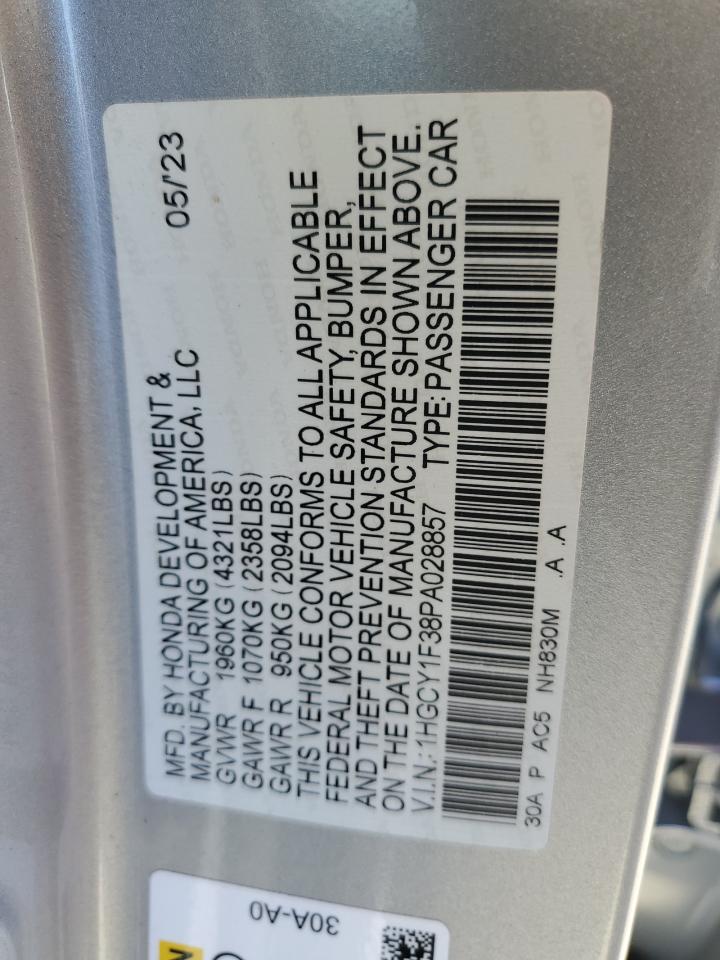 MFD. BY HONDA DEVELOPMENT & 05/'23
MANUFACTURING OF AMERICA, LLC
GVWR 1960KG (4321LBS)
GAWR F 1070KG (2358LBS)
GAWR R 950KG (2094LBS)
THIS VEHICLE CONFORMS TO ALL APPLICABLE
FEDERAL MOTOR VEHICLE SAFETY, BUMPER,
AND THEFT PREVENTION STANDARDS IN EFFECT
ON THE DATE OF MANUFACTURE SHOWN ABOVE.
V.I.N.: 1HGCY1F38PA028857 TYPE: PASSENGER CAR
30A P AC5 NH830M .A .A
30A-A0